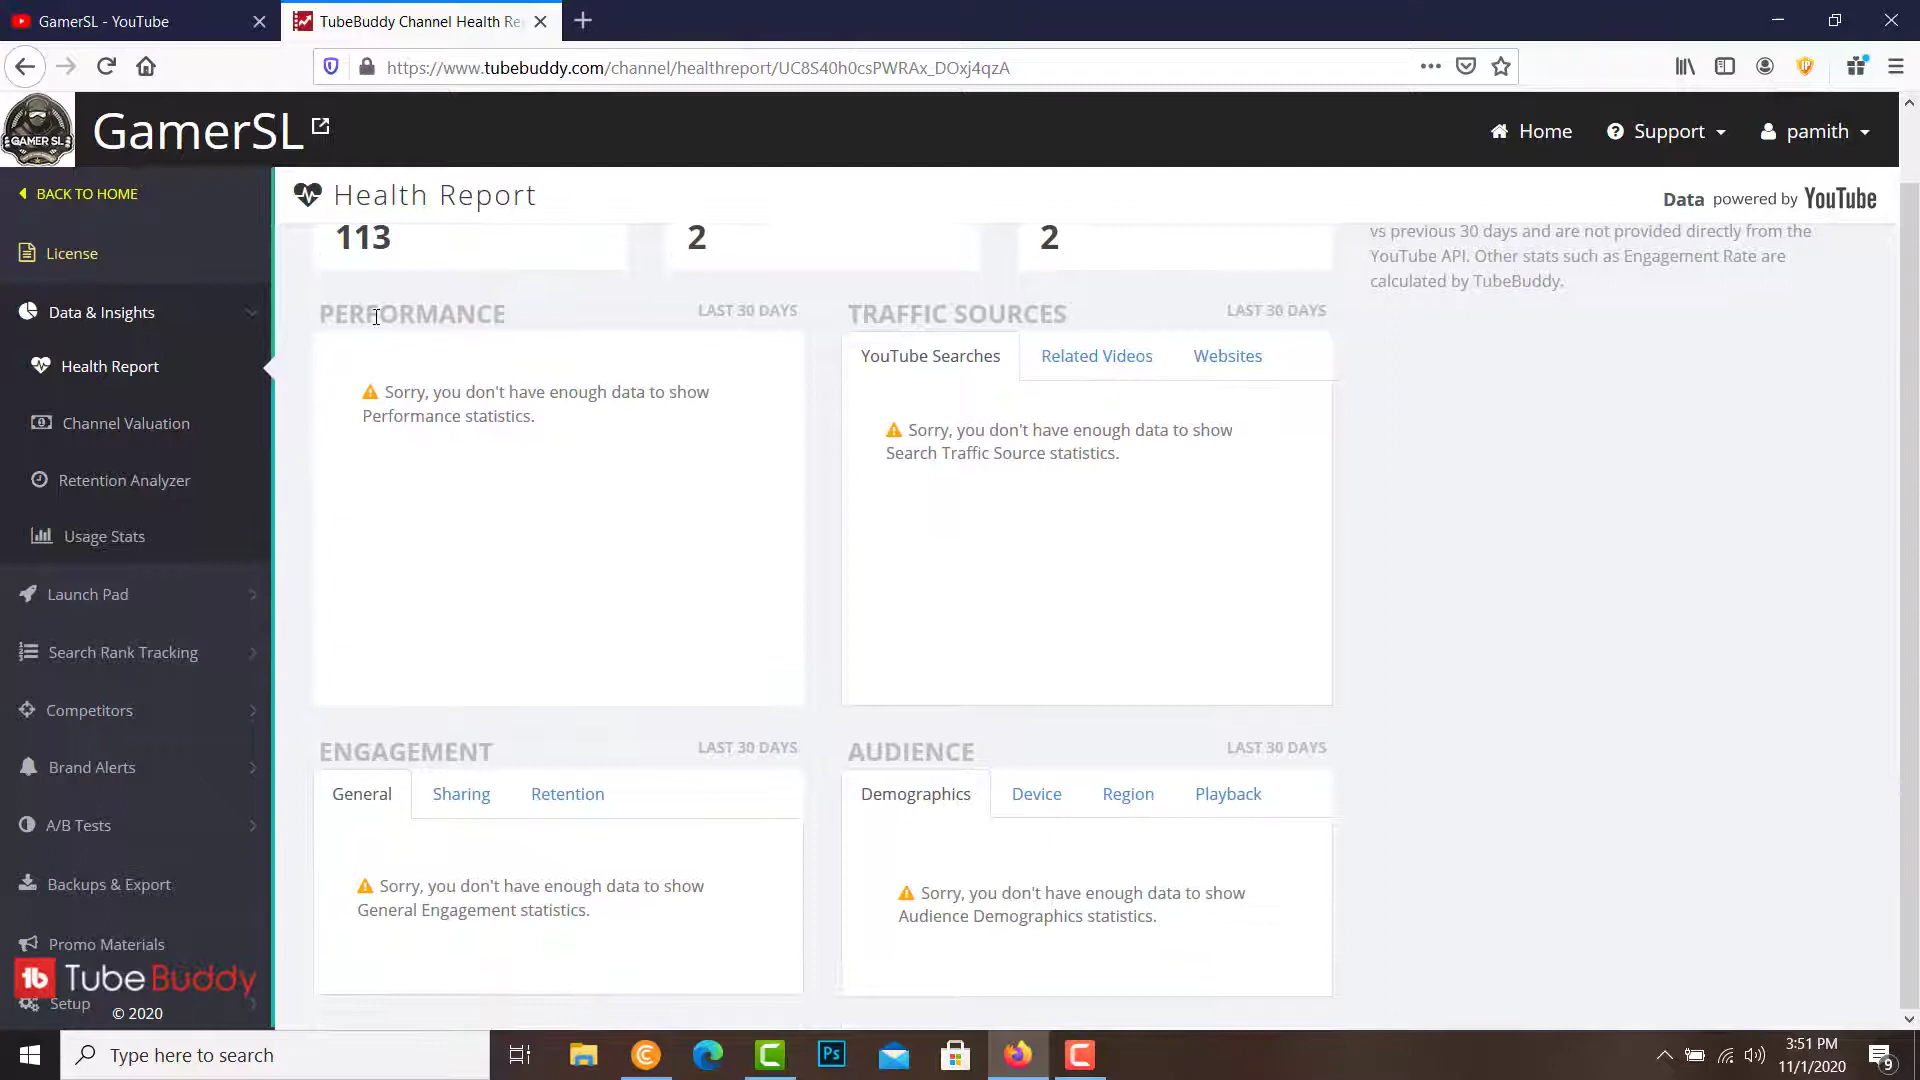 GamerSL - YouTube
TubeBuddy Channel Health Re
https://www.tubebuddy.com/channel/healthreport/UC8S40h0csPWRAx_DOxj4qzA
GAMER SL
GamerSL
Home
Support
pamith
BACK TO HOME
License
Data & Insights
Health Report
Channel Valuation
Retention Analyzer
Usage Stats
Launch Pad
Search Rank Tracking
Competitors
Brand Alerts
A/B Tests
Backups & Export
Promo Materials
TubeBuddy
Setup
© 2020
Health Report
Data powered by YouTube
113
2
2
vs previous 30 days and are not provided directly from the
YouTube API. Other stats such as Engagement Rate are
calculated by TubeBuddy.
PERFORMANCE
LAST 30 DAYS
Sorry, you don't have enough data to show
Performance statistics.
TRAFFIC SOURCES
LAST 30 DAYS
YouTube Searches
Related Videos
Websites
Sorry, you don't have enough data to show
Search Traffic Source statistics.
ENGAGEMENT
LAST 30 DAYS
General
Sharing
Retention
Sorry, you don't have enough data to show
General Engagement statistics.
AUDIENCE
LAST 30 DAYS
Demographics
Device
Region
Playback
Sorry, you don't have enough data to show
Audience Demographics statistics.
Type here to search
Ps
3:51 PM
11/1/2020
9